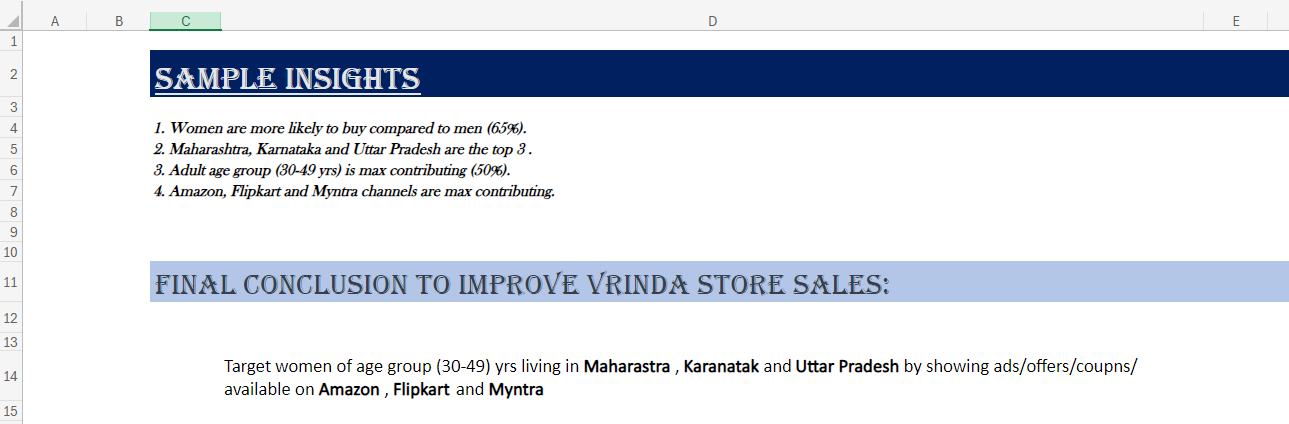 A B C D E
1
2 SAMPLE INSIGHTS
3
4 1. Women are more likely to buy compared to men (65%).
5 2. Maharashtra, Karnataka and Uttar Pradesh are the top 3 .
6 3. Adult age group (30-49 yrs) is max contributing (50%).
7 4. Amazon, Flipkart and Myntra channels are max contributing.
8
9
10
11 FINAL CONCLUSION TO IMPROVE VRINDA STORE SALES:
12
13
14 Target women of age group (30-49) yrs living in Maharastra , Karanatak and Uttar Pradesh by showing ads/offers/coupns/
available on Amazon , Flipkart and Myntra
15